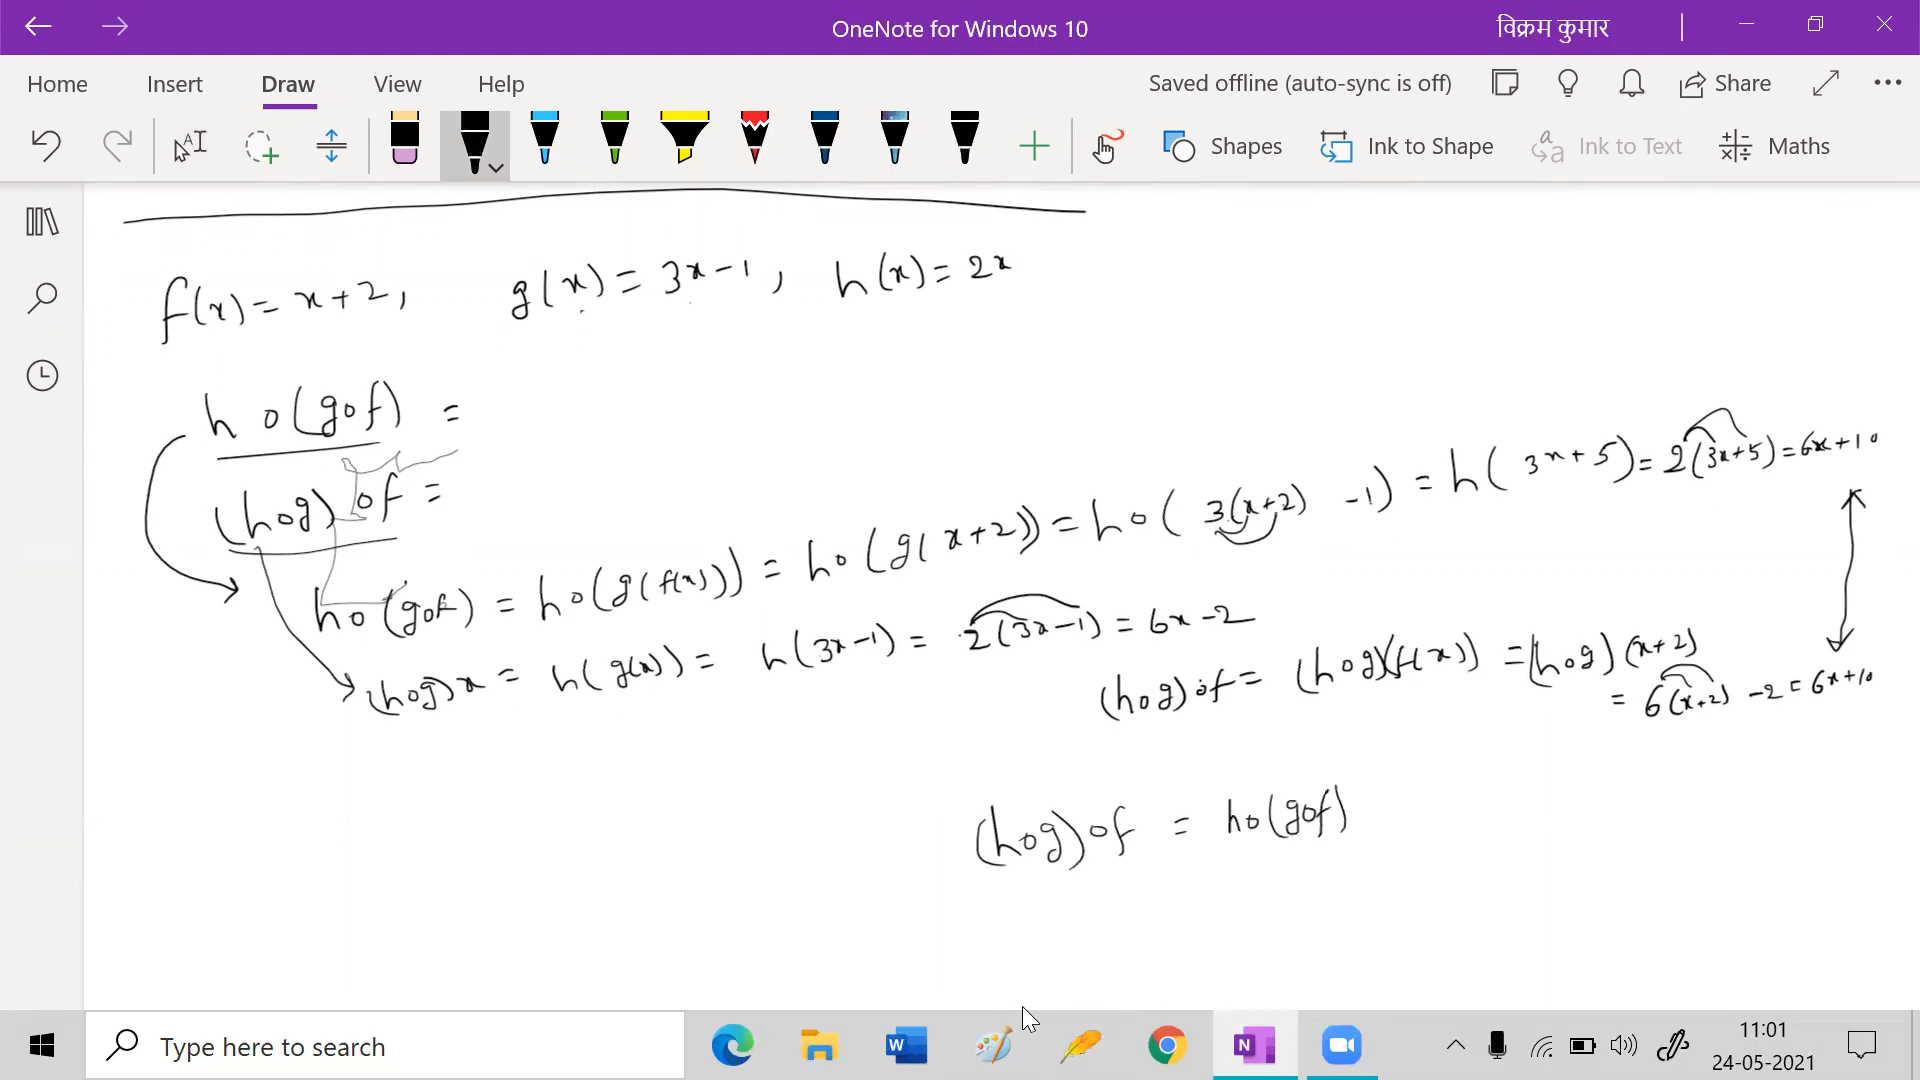 OneNote for Windows 10
विक्रम कुमार
Home Insert Draw View Help
Saved offline (auto-sync is off)
Share
Shapes Ink to Shape Ink to Text Maths
f(x) = x+2, g(x) = 3x-1, h(x) = 2x
ho(gof) =
(hog)of =
ho(gof) = ho(g(f(x))) = ho(g(x+2)) = ho(3(x+2) -1) = h(3x+5) = 2(3x+5) = 6x+10
(hog)x = h(g(x)) = h(3x-1) = 2(3x-1) = 6x-2
(hog)of = (hog)(f(x)) = (hog)(x+2)
= 6(x+2) -2 = 6x+10
(hog)of = ho(gof)
Type here to search
11:01
24-05-2021